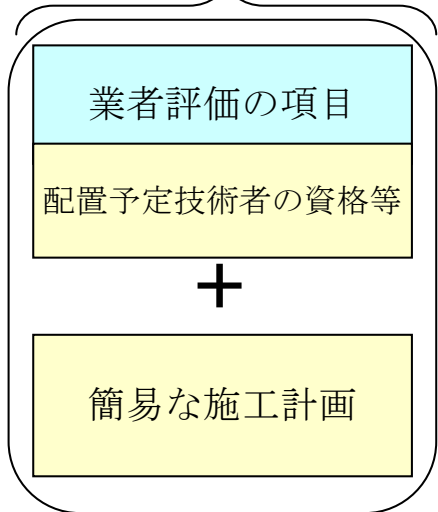 業者評価の項目
配置予定技術者の資格等
＋
簡易な施工計画